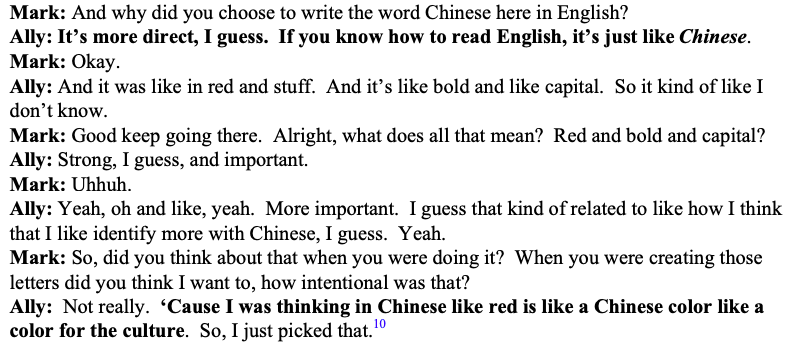 Mark: And why did you choose to write the word Chinese here in English?
Ally: It’s more direct, I guess.  If you know how to read English, it’s just like Chinese.
Mark: Okay.
Ally: And it was like in red and stuff.  And it’s like bold and like capital.  So it kind of like I
don’t know.
Mark: Good keep going there.  Alright, what does all that mean?  Red and bold and capital?
Ally: Strong, I guess, and important.
Mark: Uhhuh.
Ally: Yeah, oh and like, yeah.  More important.  I guess that kind of related to like how I think
that I like identify more with Chinese, I guess.  Yeah.
Mark: So, did you think about that when you were doing it?  When you were creating those
letters did you think I want to, how intentional was that?
Ally:  Not really.  ‘Cause I was thinking in Chinese like red is like a Chinese color like a
color for the culture.  So, I just picked that.10